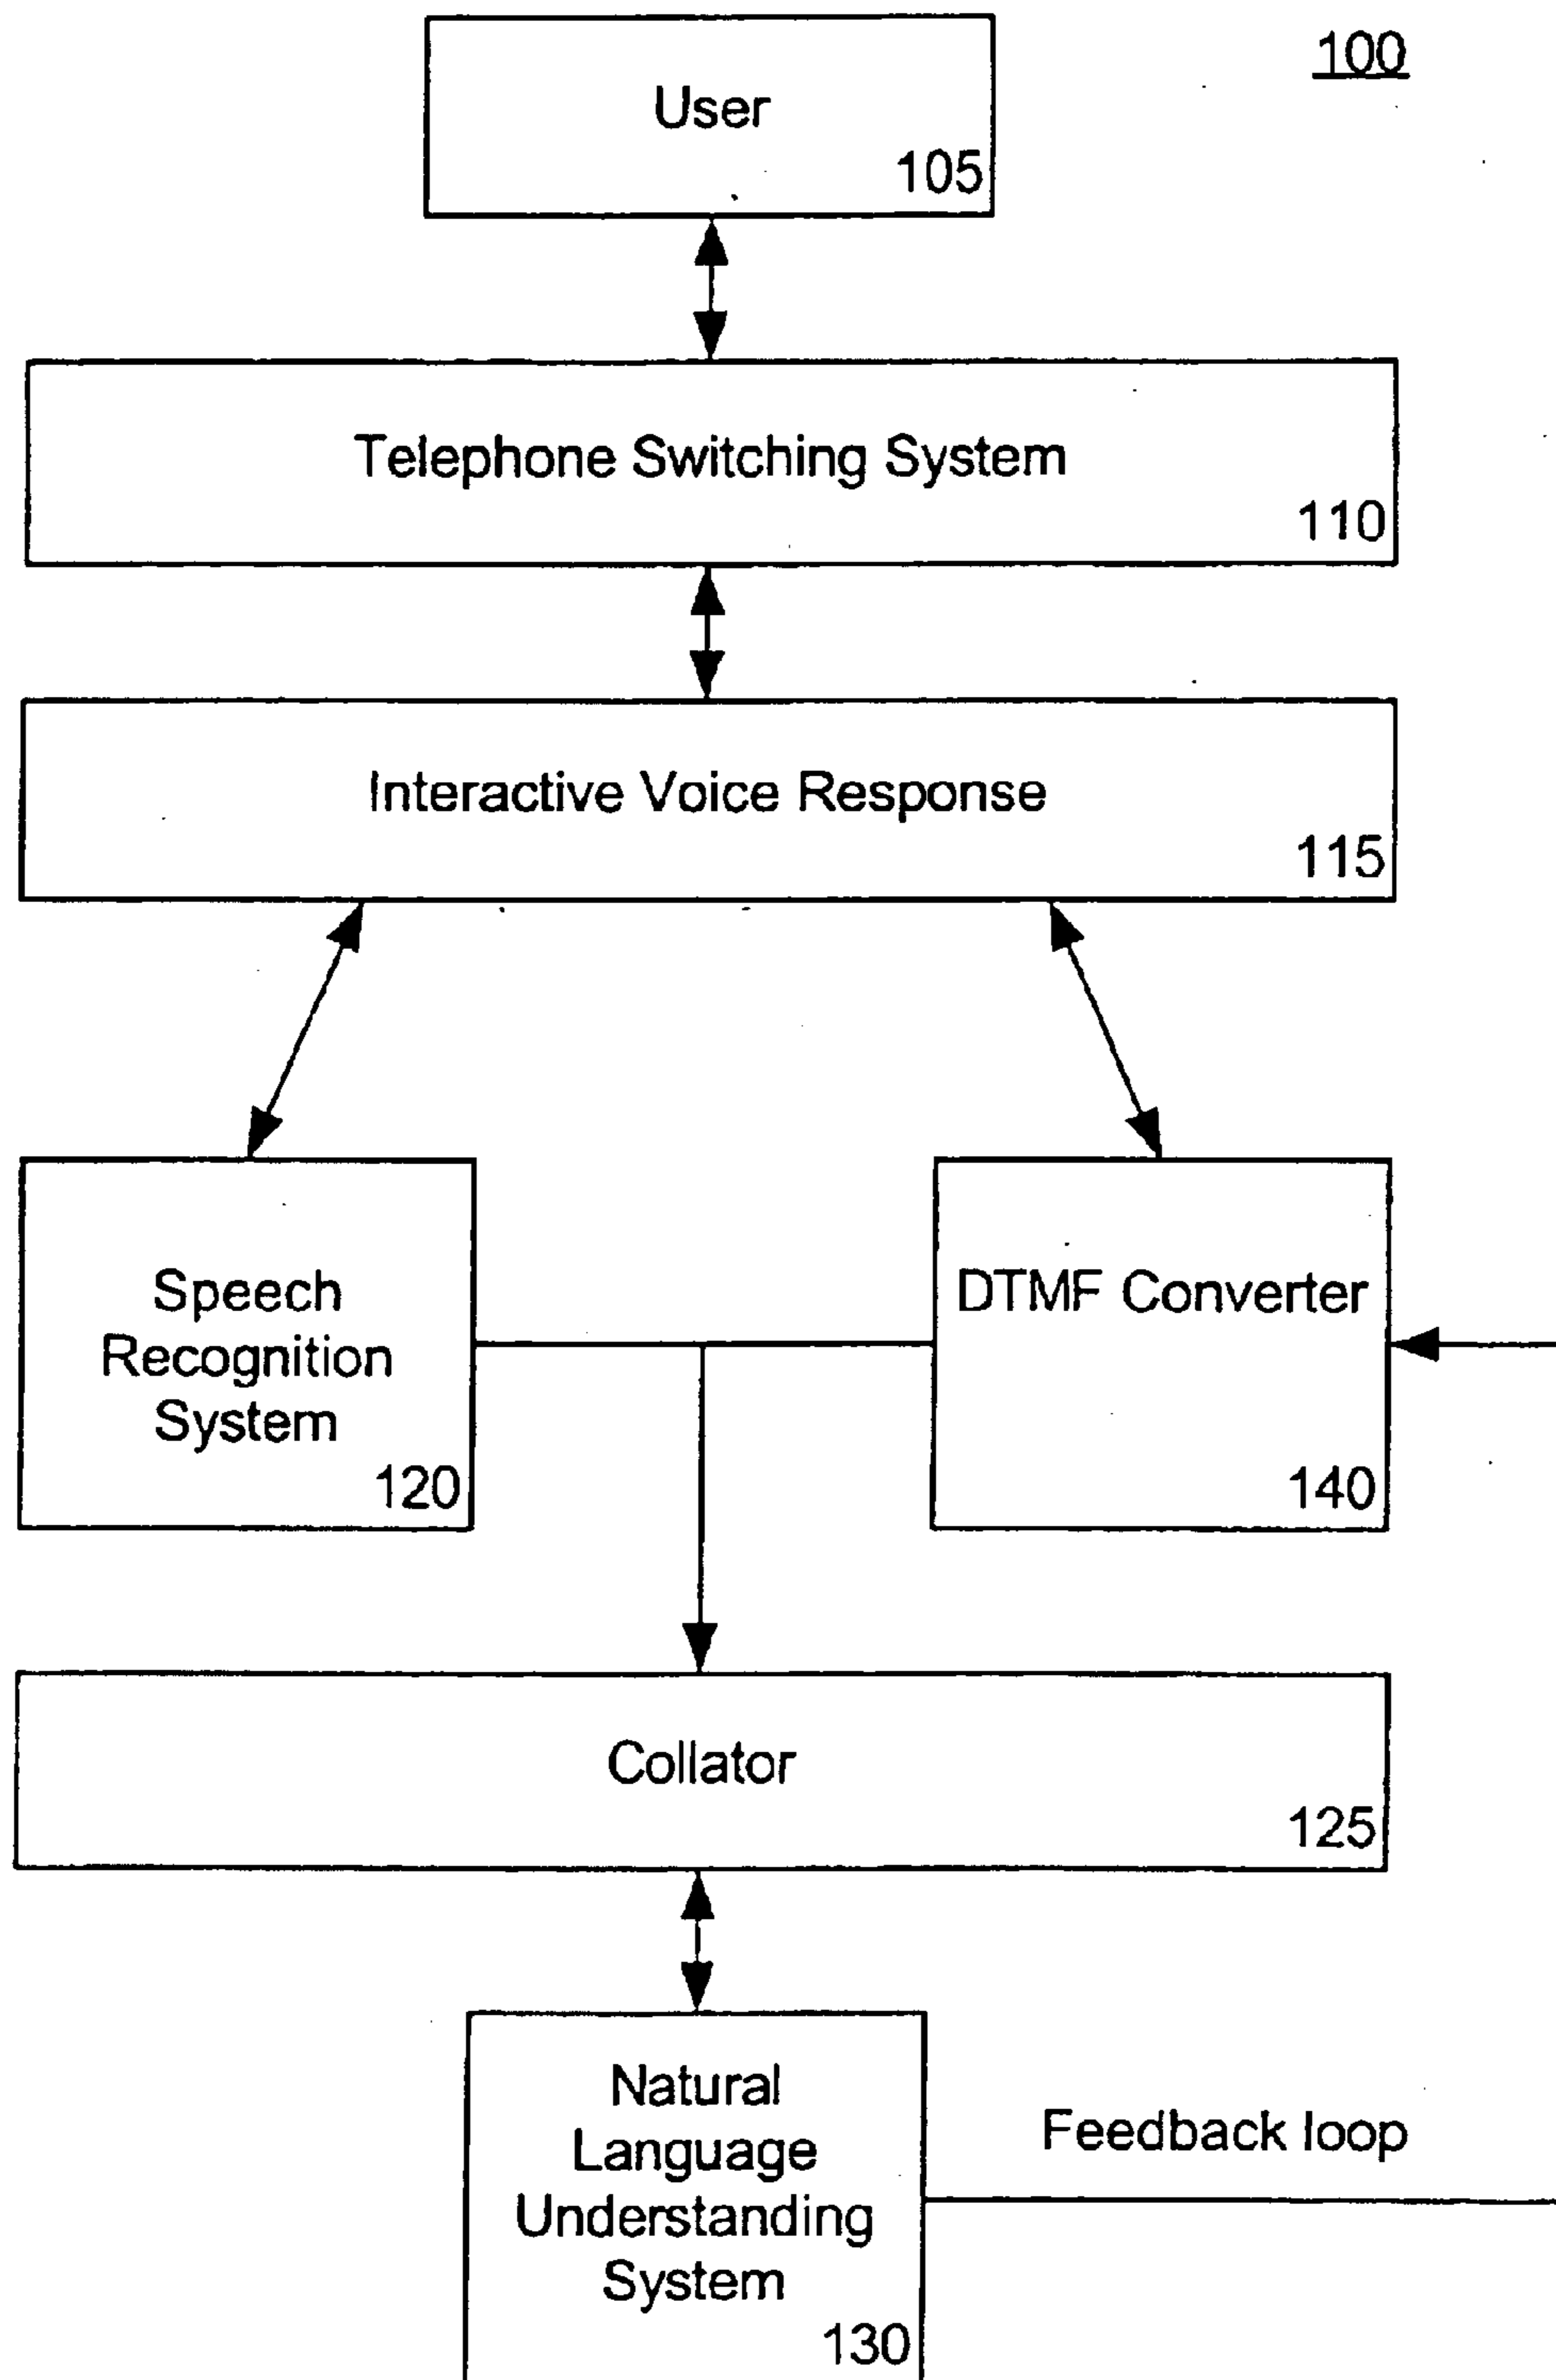 100
User
105
Telephone Switching System
110
Interactive Voice Response
115
Speech
Recognition
System
120
DTMF Converter
140
Collator
125
Natural
Language
Understanding
System
130
Feedback loop